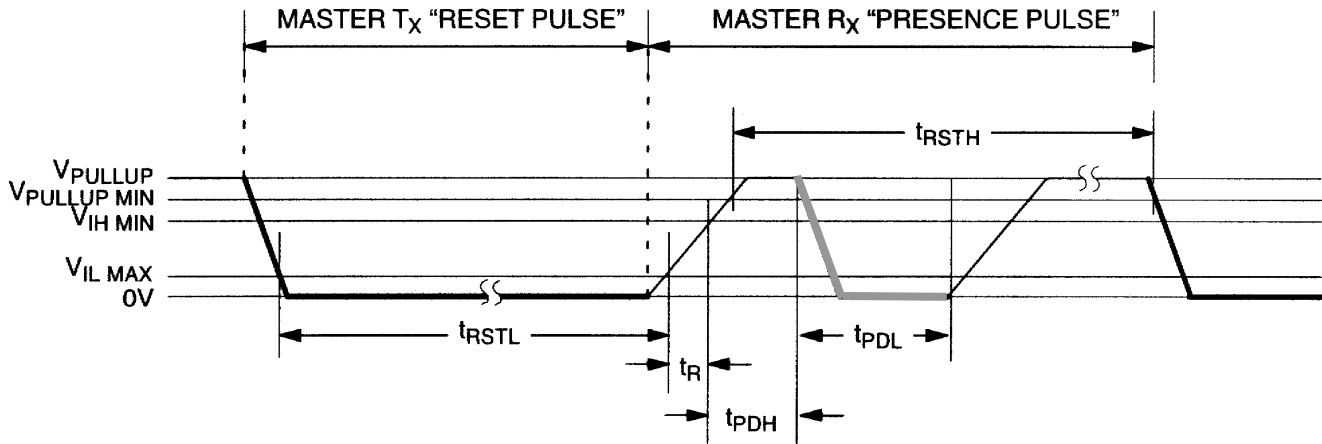 MASTER TX “RESET PULSE” MASTER RX “PRESENCE PULSE”
tRSTH
VPULLUP
VPULLUP MIN
VIH MIN
VIL MAX
0V
tRSTL
tPDL
tR
tPDH